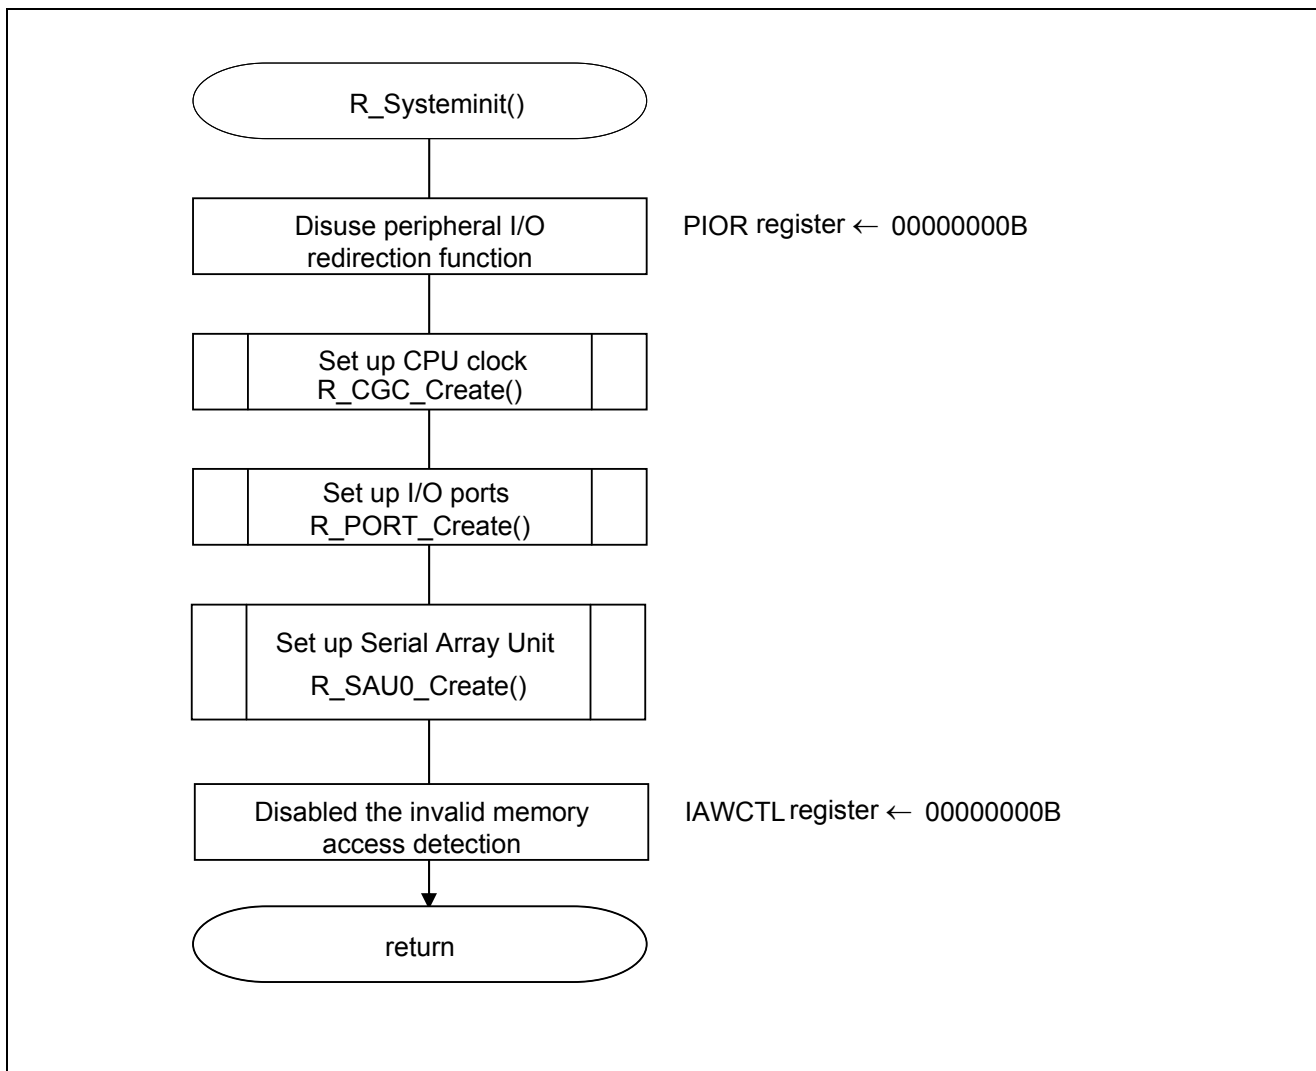 R_Systeminit()
Disuse peripheral I/O
redirection function
PIOR register ← 00000000B
Set up CPU clock
R_CGC_Create()
Set up I/O ports
R_PORT_Create()
Set up Serial Array Unit
R_SAU0_Create()
Disabled the invalid memory
access detection
IAWCTL register ← 00000000B
return